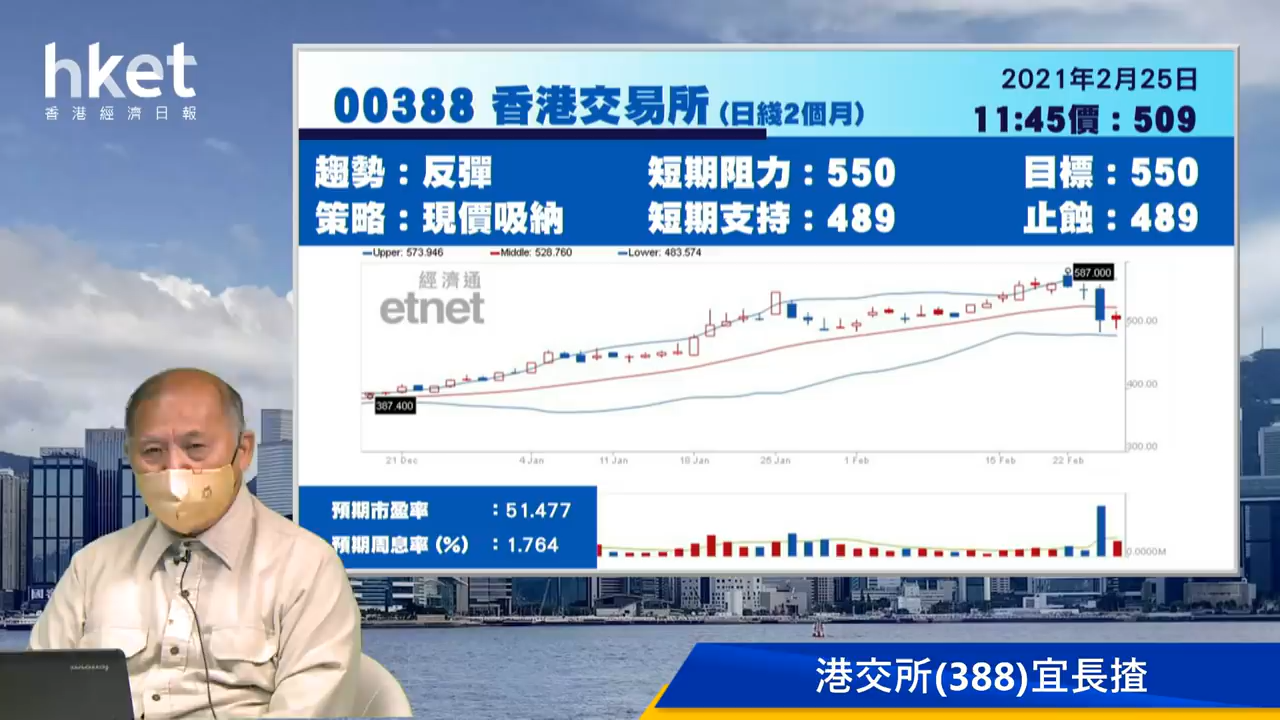 hket
香港經濟日報
00388 香港交易所 (日綫2個月)
2021年2月25日
11:45價：509
趨勢：反彈
短期阻力：550
目標：550
策略：現價吸納
短期支持：489
止蝕：489
Upper: 573.946
Middle: 528.760
Lower: 483.574
經濟通
etnet
587.000
500.00
400.00
387.400
300.00
21 Dec
4 Jan
11 Jan
18 Jan
25 Jan
1 Feb
15 Feb
22 Feb
預期市盈率 ：51.477
預期周息率 (%) ：1.764
0.0000M
港交所(388)宜長揸